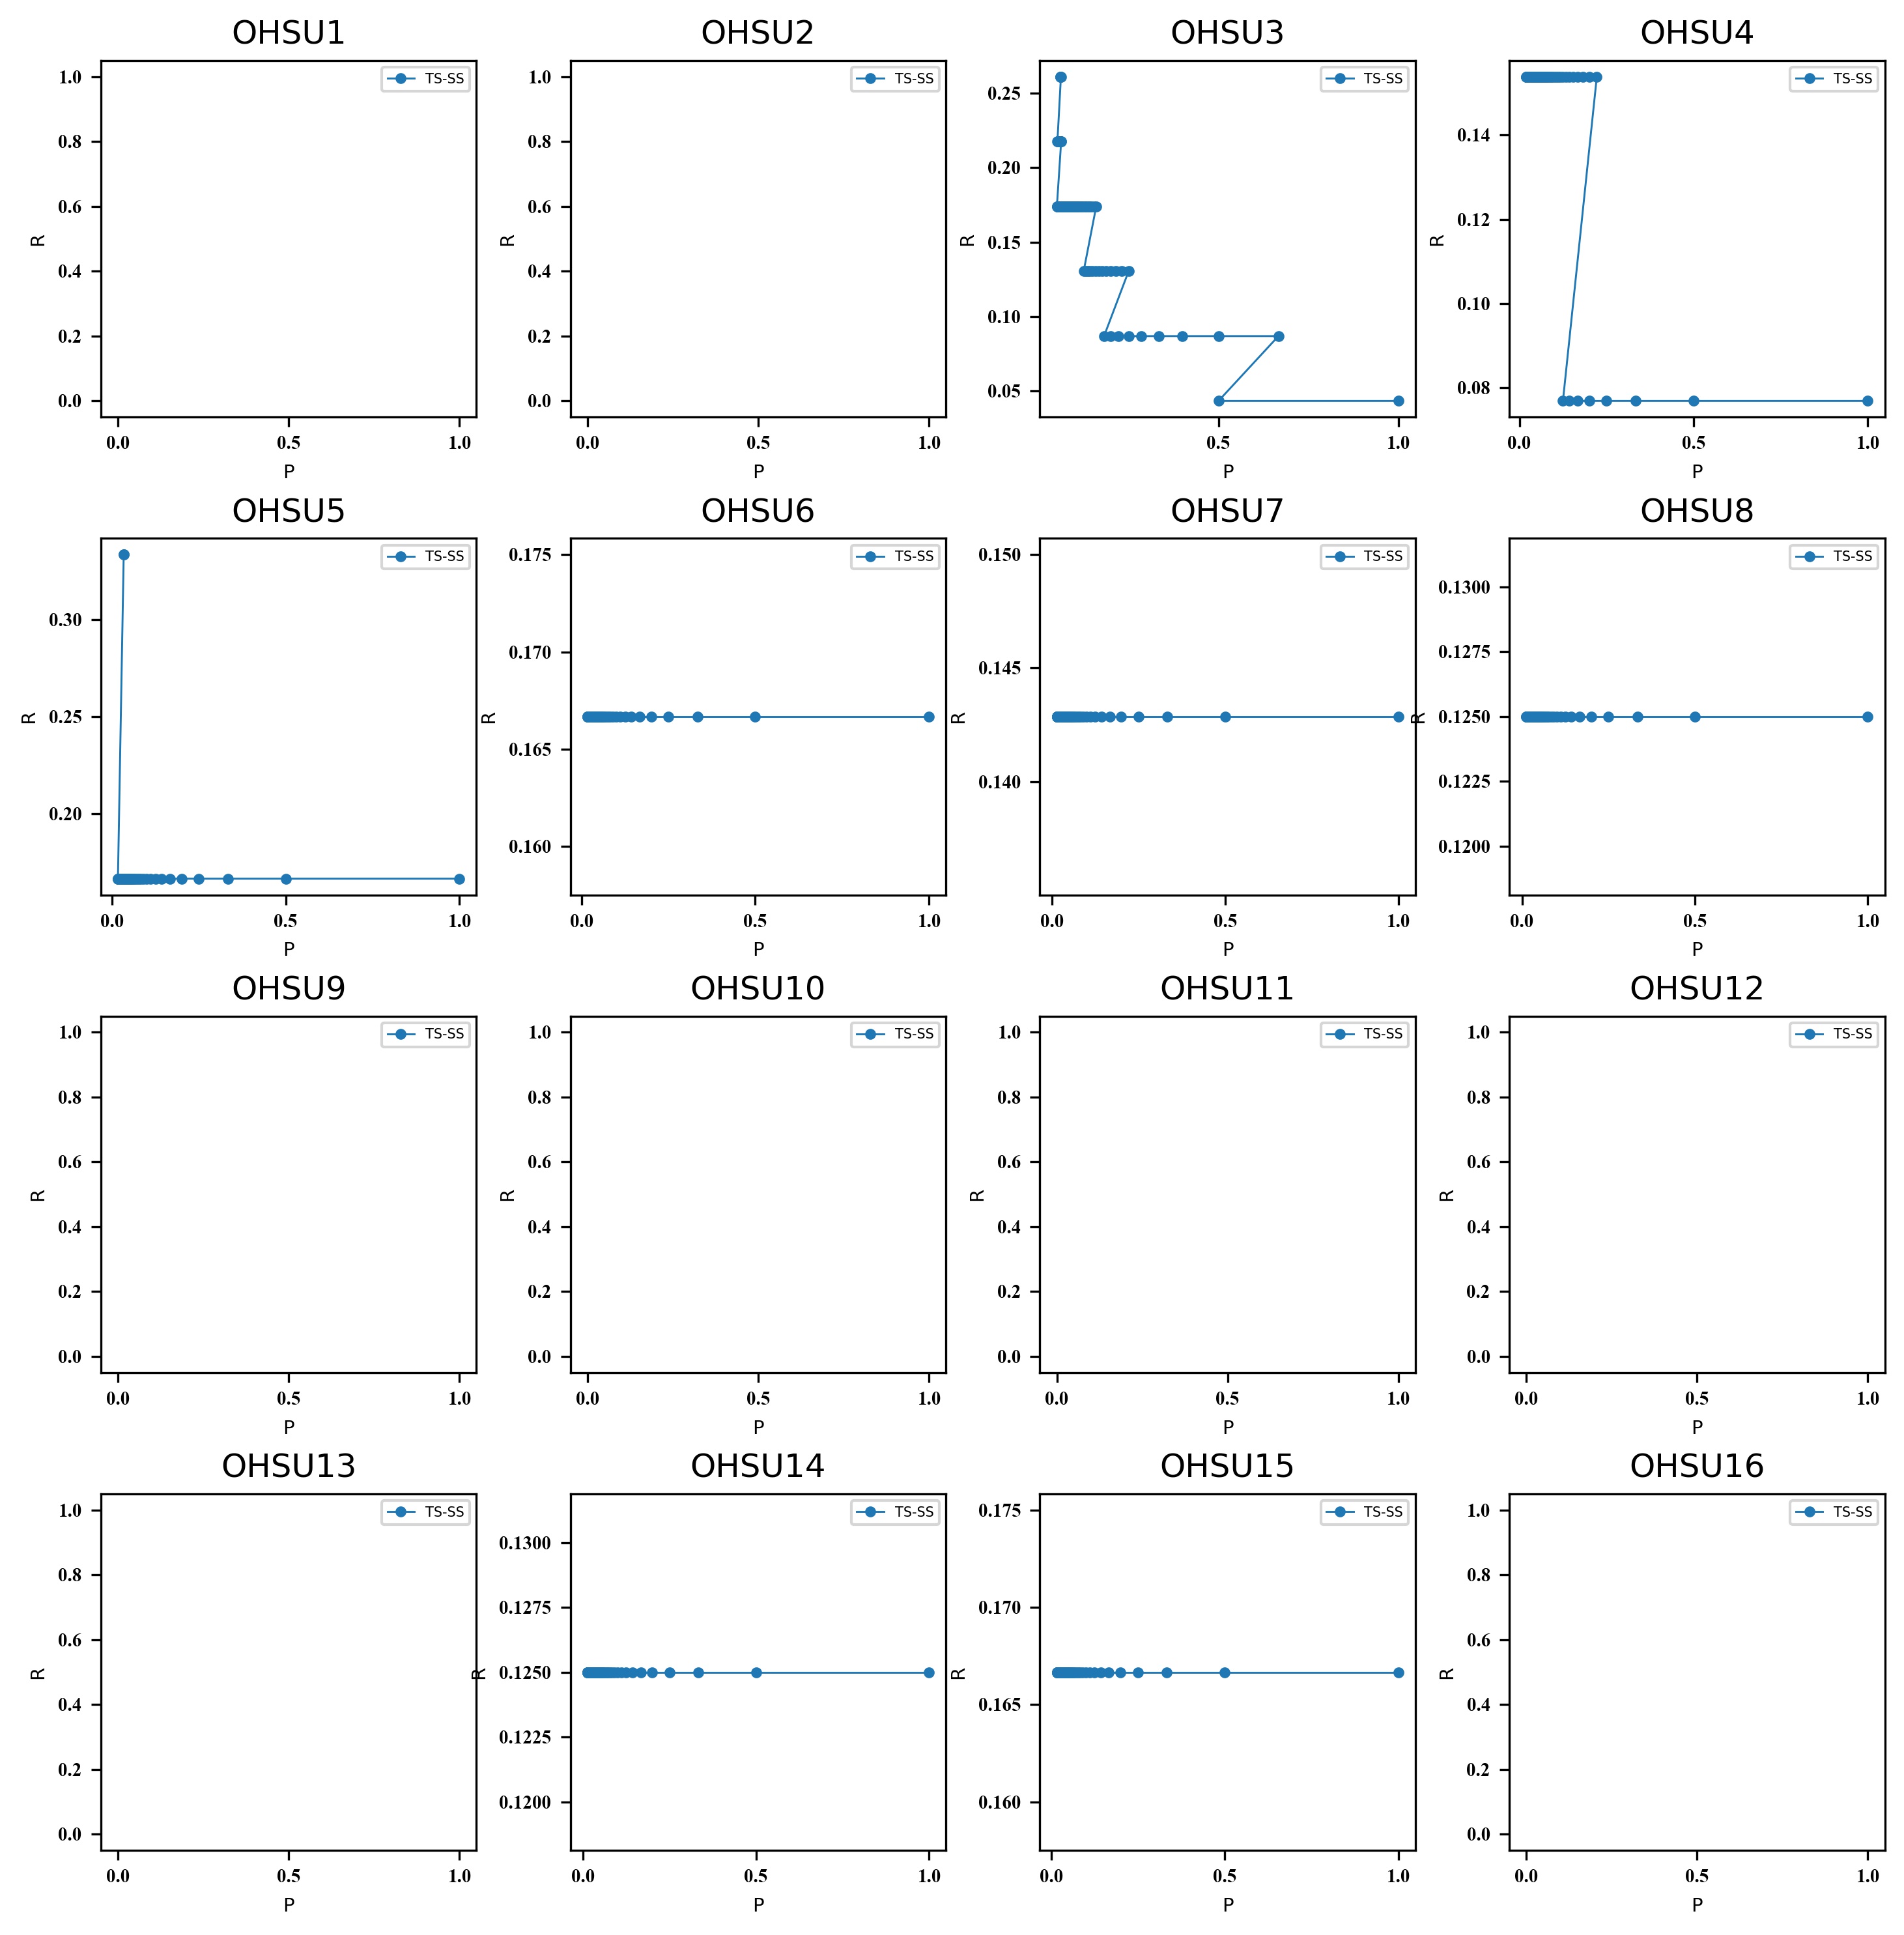 OHSU1 OHSU2 OHSU3 OHSU4
TS-SS TS-SS TS-SS TS-SS
1.0
0.8
0.6
0.4
0.2
0.0
R
0.0 0.5 1.0
P
1.0
0.8
0.6
0.4
0.2
0.0
R
0.0 0.5 1.0
P
0.25
0.20
0.15
0.10
0.05
R
0.5 1.0
P
0.14
0.12
0.10
0.08
R
0.0 0.5 1.0
P
OHSU5 OHSU6 OHSU7 OHSU8
TS-SS TS-SS TS-SS TS-SS
0.30
0.25
0.20
R
0.0 0.5 1.0
P
0.175
0.170
0.165
0.160
R
0.0 0.5 1.0
P
0.150
0.145
0.140
R
0.0 0.5 1.0
P
0.1300
0.1275
0.1250
0.1225
0.1200
R
0.0 0.5 1.0
P
OHSU9 OHSU10 OHSU11 OHSU12
TS-SS TS-SS TS-SS TS-SS
1.0
0.8
0.6
0.4
0.2
0.0
R
0.0 0.5 1.0
P
1.0
0.8
0.6
0.4
0.2
0.0
R
0.0 0.5 1.0
P
1.0
0.8
0.6
0.4
0.2
0.0
R
0.0 0.5 1.0
P
1.0
0.8
0.6
0.4
0.2
0.0
R
0.0 0.5 1.0
P
OHSU13 OHSU14 OHSU15 OHSU16
TS-SS TS-SS TS-SS TS-SS
1.0
0.8
0.6
0.4
0.2
0.0
R
0.0 0.5 1.0
P
0.1300
0.1275
0.1250
0.1225
0.1200
R
0.0 0.5 1.0
P
0.175
0.170
0.165
0.160
R
0.0 0.5 1.0
P
1.0
0.8
0.6
0.4
0.2
0.0
R
0.0 0.5 1.0
P